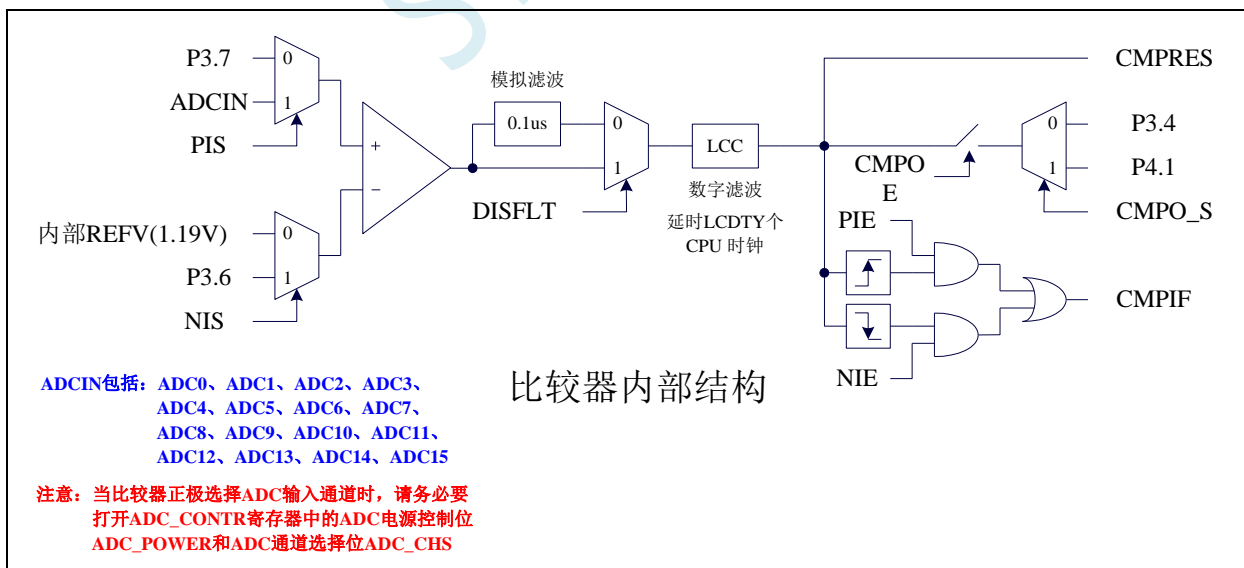 P3.7
0
ADCIN
1
PIS
+
−
内部REFV(1.19V)
0
P3.6
1
NIS
模拟滤波
0.1us
0
1
DISFLT
LCC
数字滤波
延时LCDTY个
CPU 时钟
CMPRES
CMPO
E
0
P3.4
1
P4.1
CMPO_S
PIE
NIE
CMPIF
比较器内部结构
ADCIN包括：ADC0、ADC1、ADC2、ADC3、
ADC4、ADC5、ADC6、ADC7、
ADC8、ADC9、ADC10、ADC11、
ADC12、ADC13、ADC14、ADC15
注意：当比较器正极选择ADC输入通道时，请务必要
打开ADC_CONTR寄存器中的ADC电源控制位
ADC_POWER和ADC通道选择位ADC_CHS